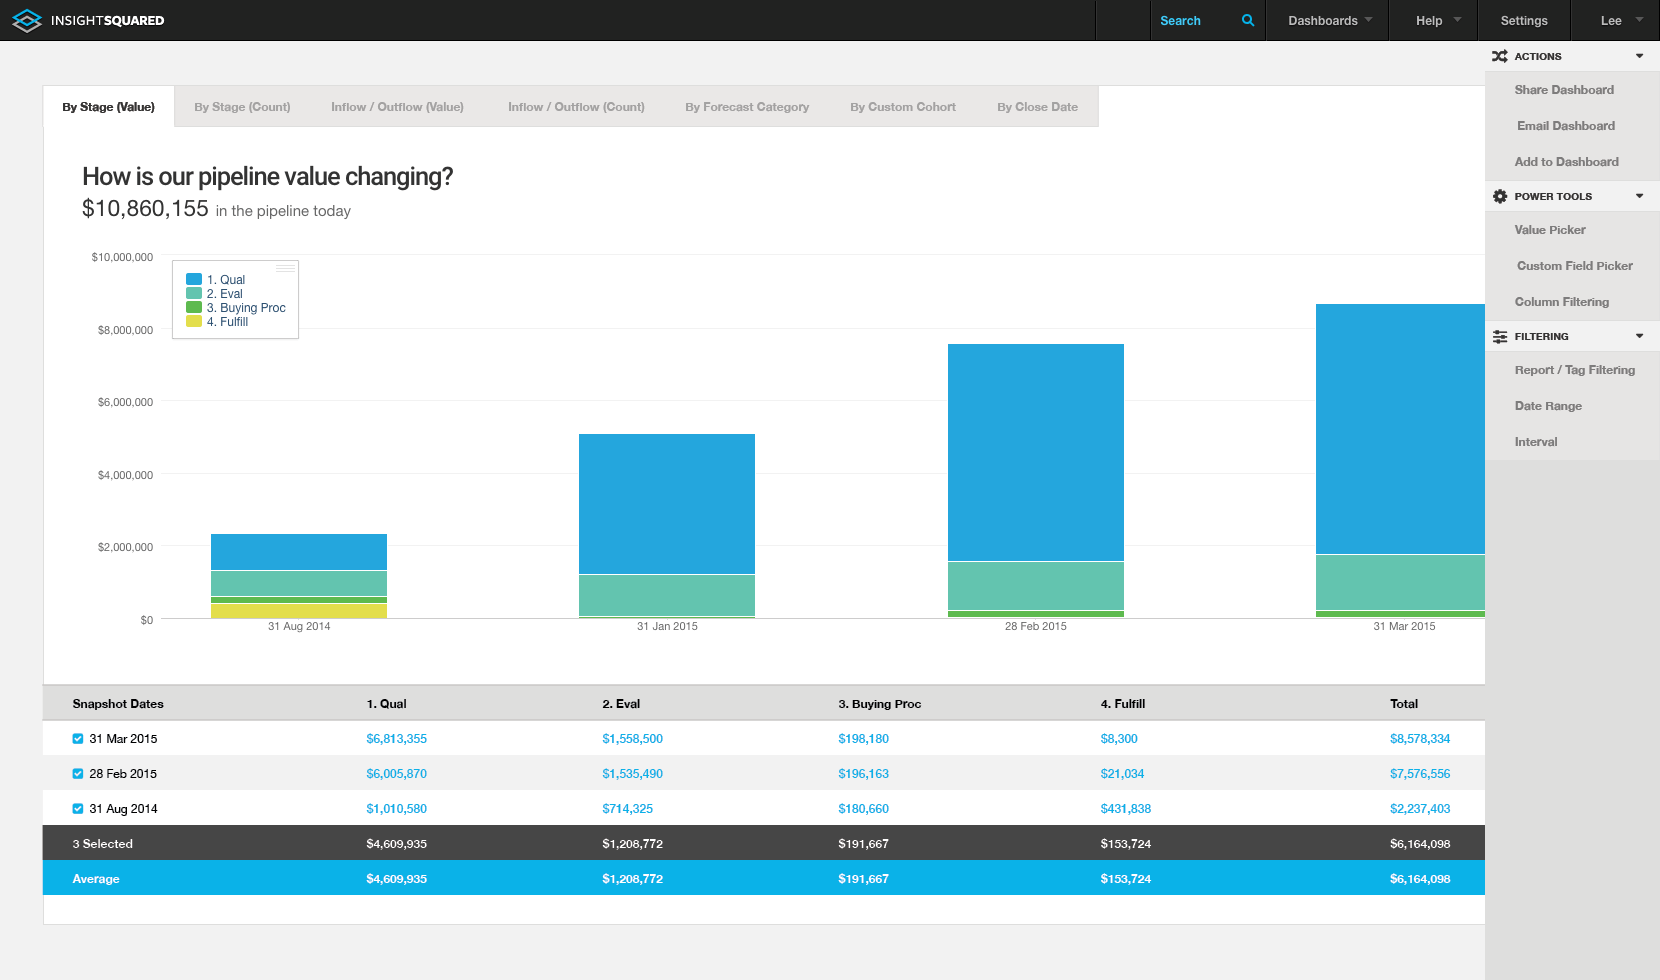 INSIGHTSQUARED
Search Dashboards Help Settings Lee
By Stage (Value) By Stage (Count) Inflow / Outflow (Value) Inflow / Outflow (Count) By Forecast Category By Custom Cohort By Close Date
How is our pipeline value changing?
$10,860,155 in the pipeline today
$10,000,000
$8,000,000
$6,000,000
$4,000,000
$2,000,000
$0
1. Qual
2. Eval
3. Buying Proc
4. Fulfill
31 Aug 2014 31 Jan 2015 28 Feb 2015 31 Mar 2015
Snapshot Dates 1. Qual 2. Eval 3. Buying Proc 4. Fulfill Total
31 Mar 2015 $6,813,355 $1,558,500 $198,180 $8,300 $8,578,334
28 Feb 2015 $6,005,870 $1,535,490 $196,163 $21,034 $7,576,556
31 Aug 2014 $1,010,580 $714,325 $180,660 $431,838 $2,237,403
3 Selected $4,609,935 $1,208,772 $191,667 $153,724 $6,164,098
Average $4,609,935 $1,208,772 $191,667 $153,724 $6,164,098
ACTIONS
Share Dashboard
Email Dashboard
Add to Dashboard
POWER TOOLS
Value Picker
Custom Field Picker
Column Filtering
FILTERING
Report / Tag Filtering
Date Range
Interval